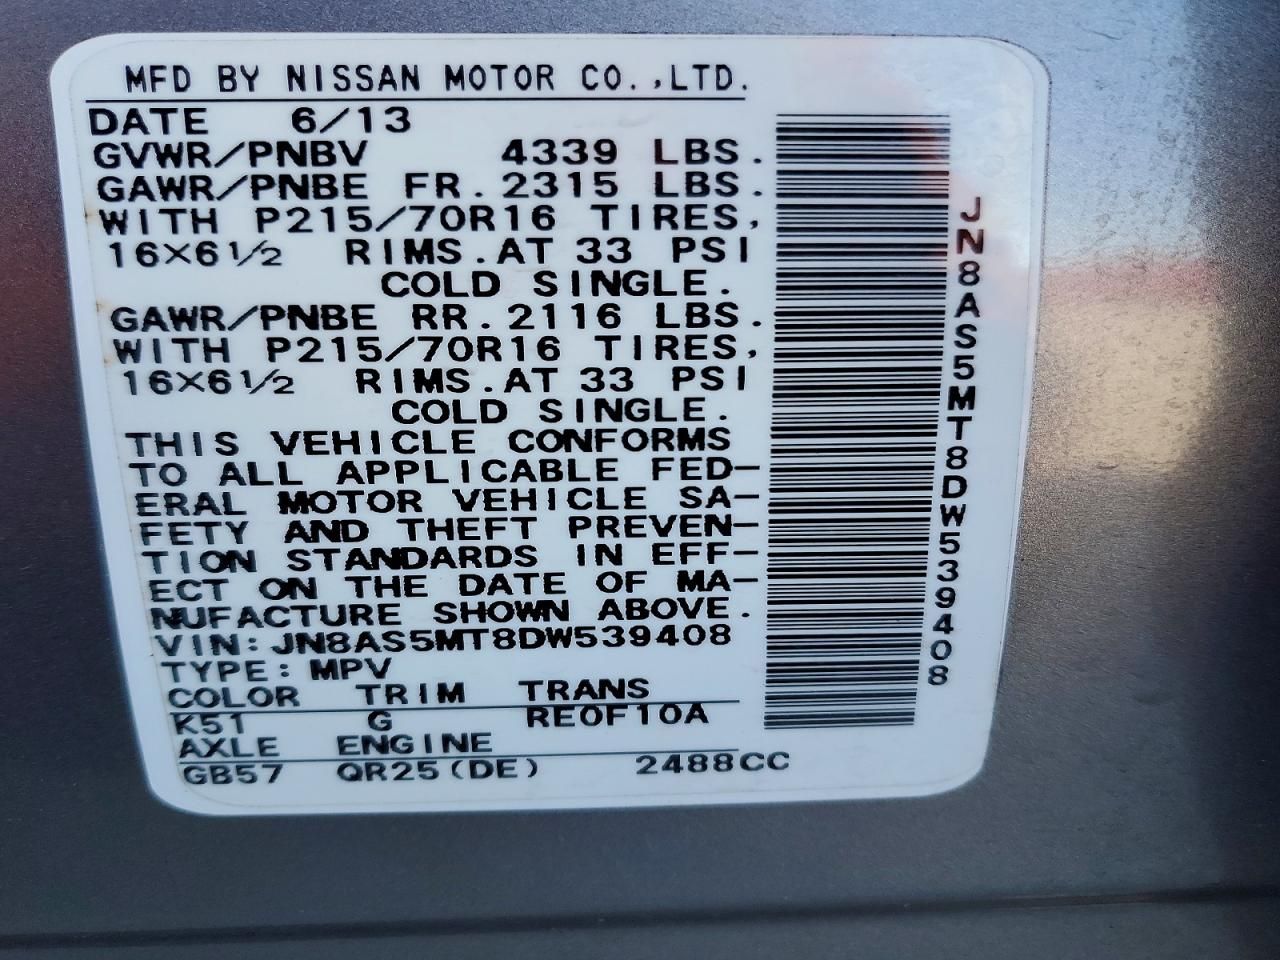 MFD BY NISSAN MOTOR CO.,LTD.
DATE 6/13
GVWR/PNBV 4339 LBS.
GAWR/PNBE FR.2315 LBS.
WITH P215/70R16 TIRES,
16X6 1/2 RIMS.AT 33 PSI
COLD SINGLE.
GAWR/PNBE RR.2116 LBS.
WITH P215/70R16 TIRES,
16X6 1/2 RIMS.AT 33 PSI
COLD SINGLE.
THIS VEHICLE CONFORMS
TO ALL APPLICABLE FED-
ERAL MOTOR VEHICLE SA-
FETY AND THEFT PREVEN-
TION STANDARDS IN EFF-
ECT ON THE DATE OF MA-
NUFACTURE SHOWN ABOVE.
VIN:JN8AS5MT8DW539408
TYPE:MPV
COLOR TRIM TRANS
K51 G RE0F10A
AXLE ENGINE
GB57 QR25(DE) 2488CC
JN8AS5MT8DW539408